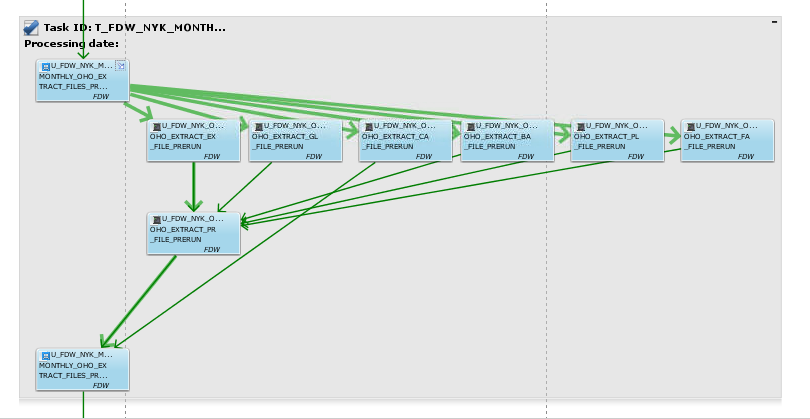 Task ID: T_FDW_NYK_MONTH...
Processing date:
U_FDW_NYK_M...
MONTHLY_OHO_EX
TRACT_FILES_PR...
FDW
U_FDW_NYK_O...
OHO_EXTRACT_EX
_FILE_PRERUN
FDW
U_FDW_NYK_O...
OHO_EXTRACT_GL
_FILE_PRERUN
FDW
U_FDW_NYK_O...
OHO_EXTRACT_CA
_FILE_PRERUN
FDW
U_FDW_NYK_O...
OHO_EXTRACT_BA
_FILE_PRERUN
FDW
U_FDW_NYK_O...
OHO_EXTRACT_PL
_FILE_PRERUN
FDW
U_FDW_NYK_O...
OHO_EXTRACT_FA
_FILE_PRERUN
FDW
U_FDW_NYK_O...
OHO_EXTRACT_PR
_FILE_PRERUN
FDW
U_FDW_NYK_M...
MONTHLY_OHO_EX
TRACT_FILES_PR...
FDW